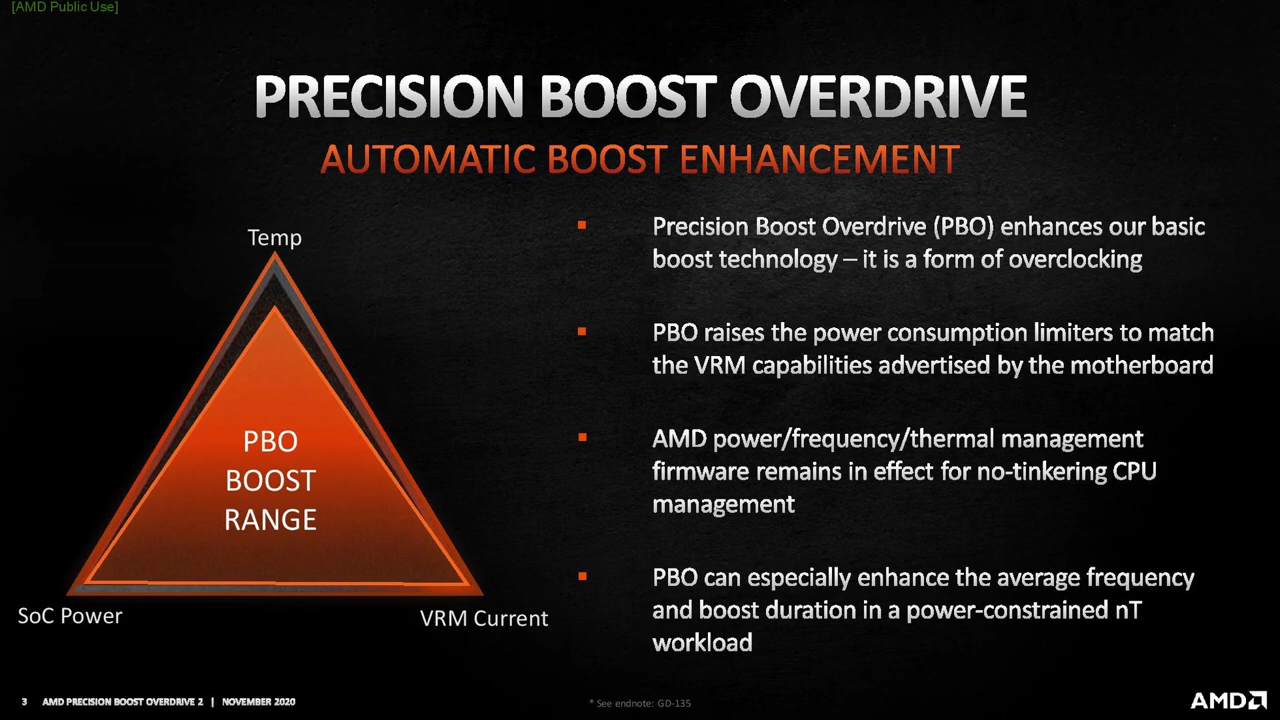 [AMD Public Use]
PRECISION BOOST OVERDRIVE
AUTOMATIC BOOST ENHANCEMENT
Temp
PBO
BOOST
RANGE
SoC Power
VRM Current
Precision Boost Overdrive (PBO) enhances our basic
boost technology – it is a form of overclocking
PBO raises the power consumption limiters to match
the VRM capabilities advertised by the motherboard
AMD power/frequency/thermal management
firmware remains in effect for no-tinkering CPU
management
PBO can especially enhance the average frequency
and boost duration in a power-constrained nT
workload
3 AMD PRECISION BOOST OVERDRIVE 2 | NOVEMBER 2020
* See endnote: GD-135
AMD